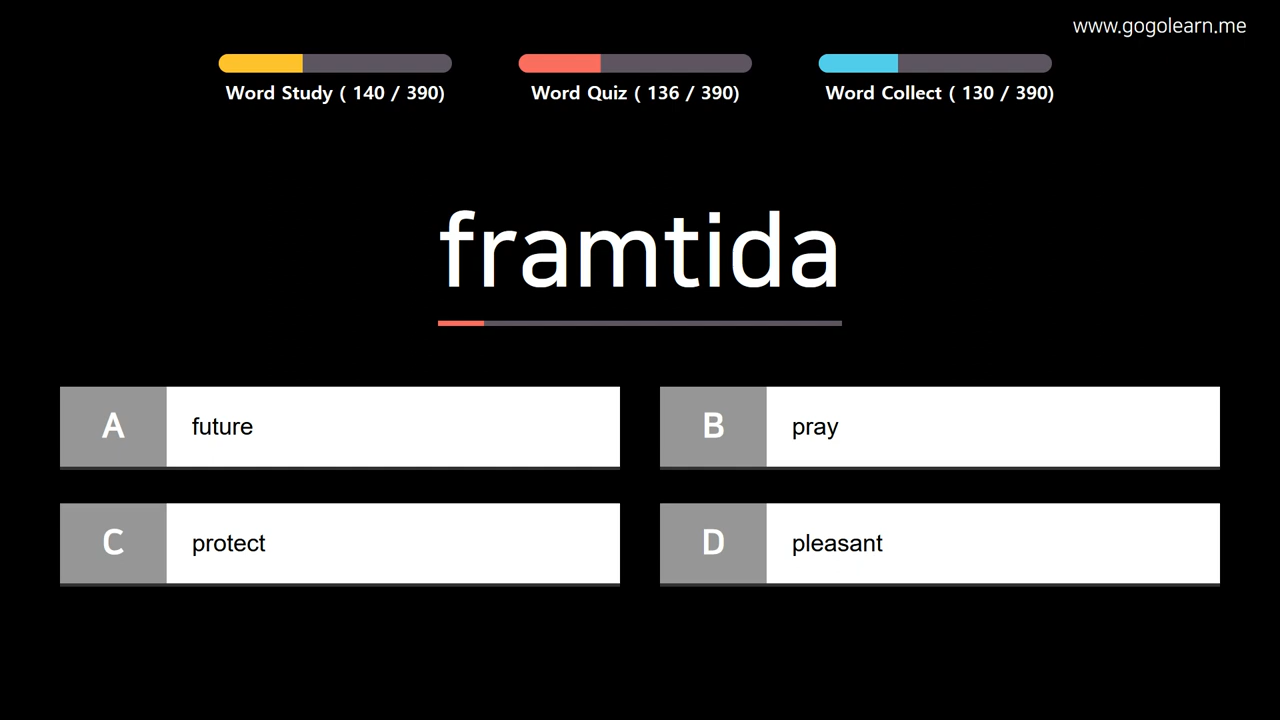 www.gogolearn.me
Word Study ( 140 / 390)
Word Quiz ( 136 / 390)
Word Collect ( 130 / 390)
framtida
A future
B pray
C protect
D pleasant